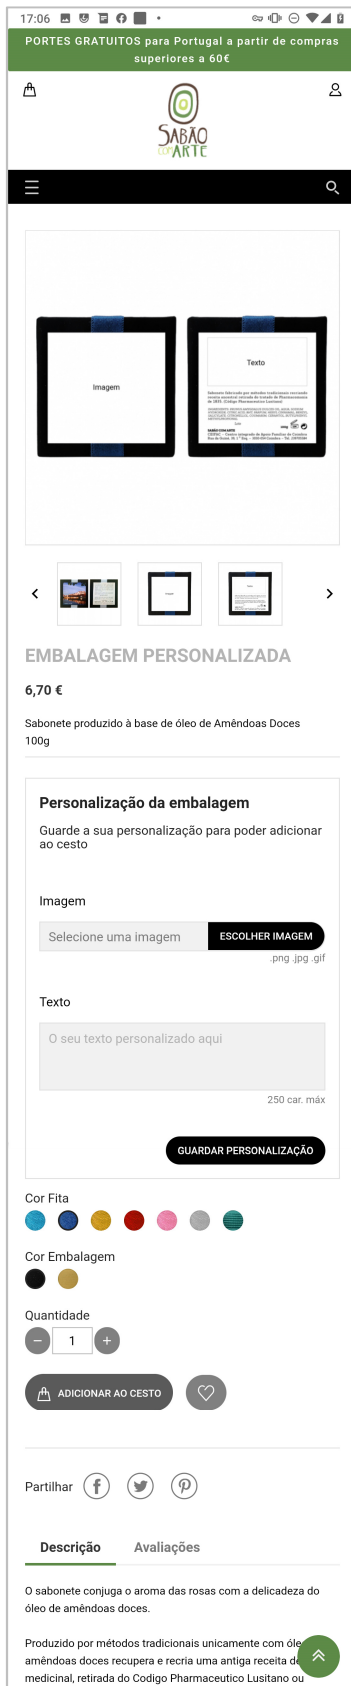 17:06
PORTES GRATUITOS para Portugal a partir de compras
superiores a 60€
SABÃO
COM ARTE
Imagem
Texto
EMBALAGEM PERSONALIZADA
6,70 €
Sabonete produzido à base de óleo de Amêndoas Doces
100g
Personalização da embalagem
Guarde a sua personalização para poder adicionar
ao cesto
Imagem
Selecione uma imagem
ESCOLHER IMAGEM
.png .jpg .gif
Texto
O seu texto personalizado aqui
250 car. máx
GUARDAR PERSONALIZAÇÃO
Cor Fita
Cor Embalagem
Quantidade
− 1 +
ADICIONAR AO CESTO
Partilhar
Descrição Avaliações
O sabonete conjuga o aroma das rosas com a delicadeza do
óleo de amêndoas doces.
Produzido por métodos tradicionais unicamente com
amêndoas doces recupera e recria uma antiga receita
medicinal, retirada do Codigo Pharmaceutico Lusitano ou